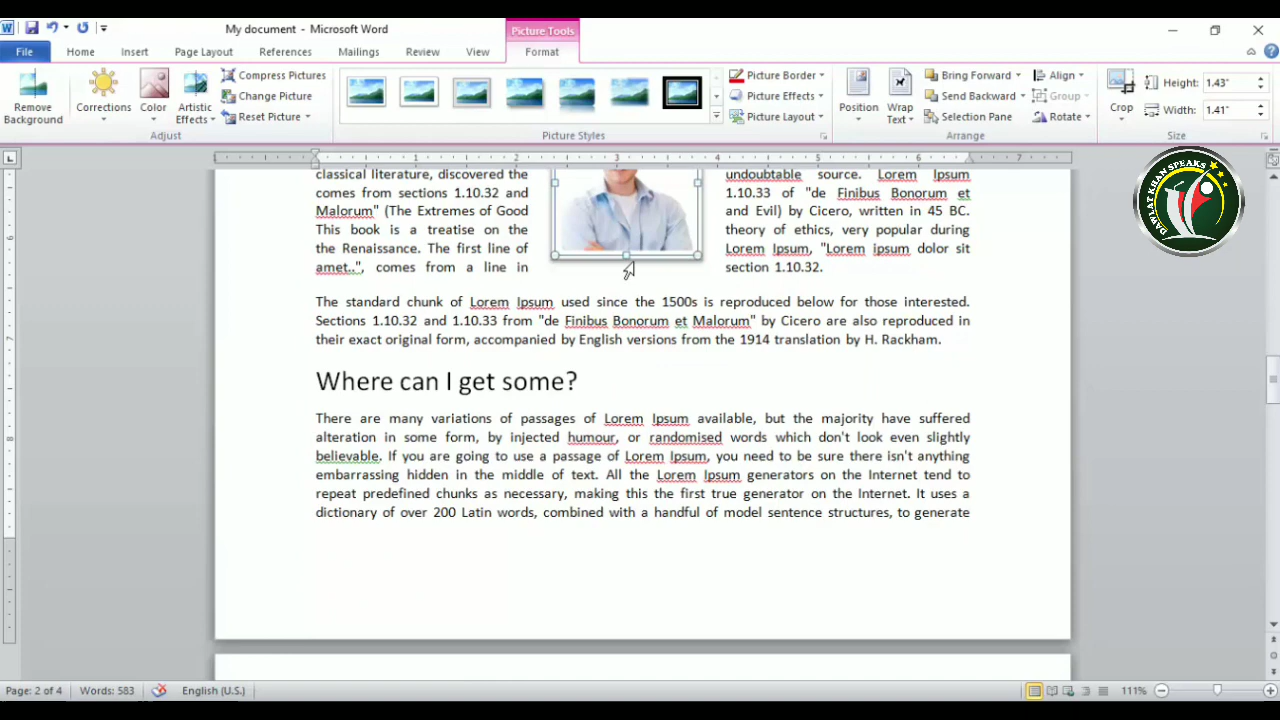 My document - Microsoft Word
Picture Tools
File Home Insert Page Layout References Mailings Review View Format
Remove Background
Corrections
Color
Artistic Effects
Compress Pictures
Change Picture
Reset Picture
Adjust
Picture Styles
Picture Border
Picture Effects
Picture Layout
Position
Wrap Text
Bring Forward
Send Backward
Selection Pane
Align
Group
Rotate
Arrange
Crop
Height: 1.43"
Width: 1.41"
Size
1 1 2 3 4 5 6 7
DAWLAT KHAN SPEAKS
classical literature, discovered the
comes from sections 1.10.32 and
Malorum" (The Extremes of Good
This book is a treatise on the
the Renaissance. The first line of
amet..", comes from a line in
undoubtable source. Lorem Ipsum
1.10.33 of "de Finibus Bonorum et
and Evil) by Cicero, written in 45 BC.
theory of ethics, very popular during
Lorem Ipsum, "Lorem ipsum dolor sit
section 1.10.32.
The standard chunk of Lorem Ipsum used since the 1500s is reproduced below for those interested.
Sections 1.10.32 and 1.10.33 from "de Finibus Bonorum et Malorum" by Cicero are also reproduced in
their exact original form, accompanied by English versions from the 1914 translation by H. Rackham.
Where can I get some?
There are many variations of passages of Lorem Ipsum available, but the majority have suffered
alteration in some form, by injected humour, or randomised words which don't look even slightly
believable. If you are going to use a passage of Lorem Ipsum, you need to be sure there isn't anything
embarrassing hidden in the middle of text. All the Lorem Ipsum generators on the Internet tend to
repeat predefined chunks as necessary, making this the first true generator on the Internet. It uses a
dictionary of over 200 Latin words, combined with a handful of model sentence structures, to generate
6
7
8
9
Page: 2 of 4 Words: 583 English (U.S.) 111%